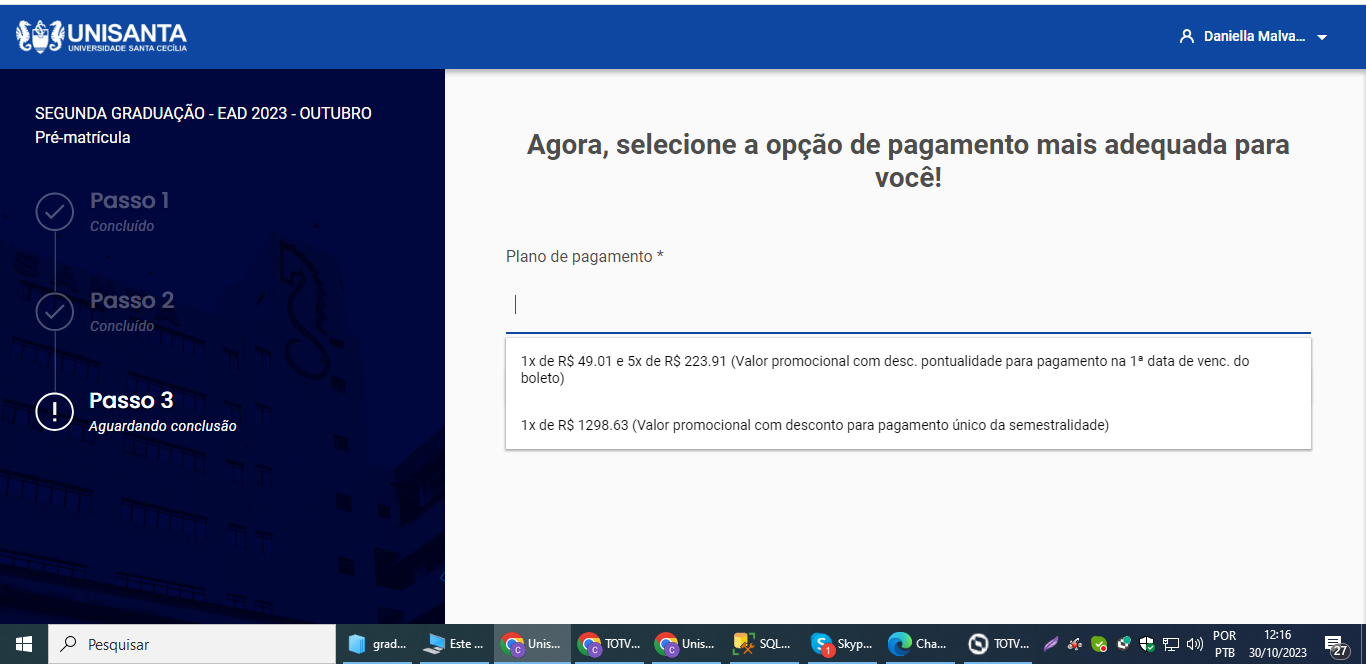 UNISANTA
UNIVERSIDADE SANTA CECÍLIA
Daniella Malva...
SEGUNDA GRADUAÇÃO - EAD 2023 - OUTUBRO
Pré-matrícula
Passo 1
Concluído
Passo 2
Concluído
Passo 3
Aguardando conclusão
Agora, selecione a opção de pagamento mais adequada para
você!
Plano de pagamento *
1x de R$ 49.01 e 5x de R$ 223.91 (Valor promocional com desc. pontualidade para pagamento na 1ª data de venc. do
boleto)
1x de R$ 1298.63 (Valor promocional com desconto para pagamento único da semestralidade)
Pesquisar
grad...
Este ...
Unis...
TOTV...
Unis...
SQL...
Skyp...
Cha...
TOTV...
POR
PTB
12:16
30/10/2023
27